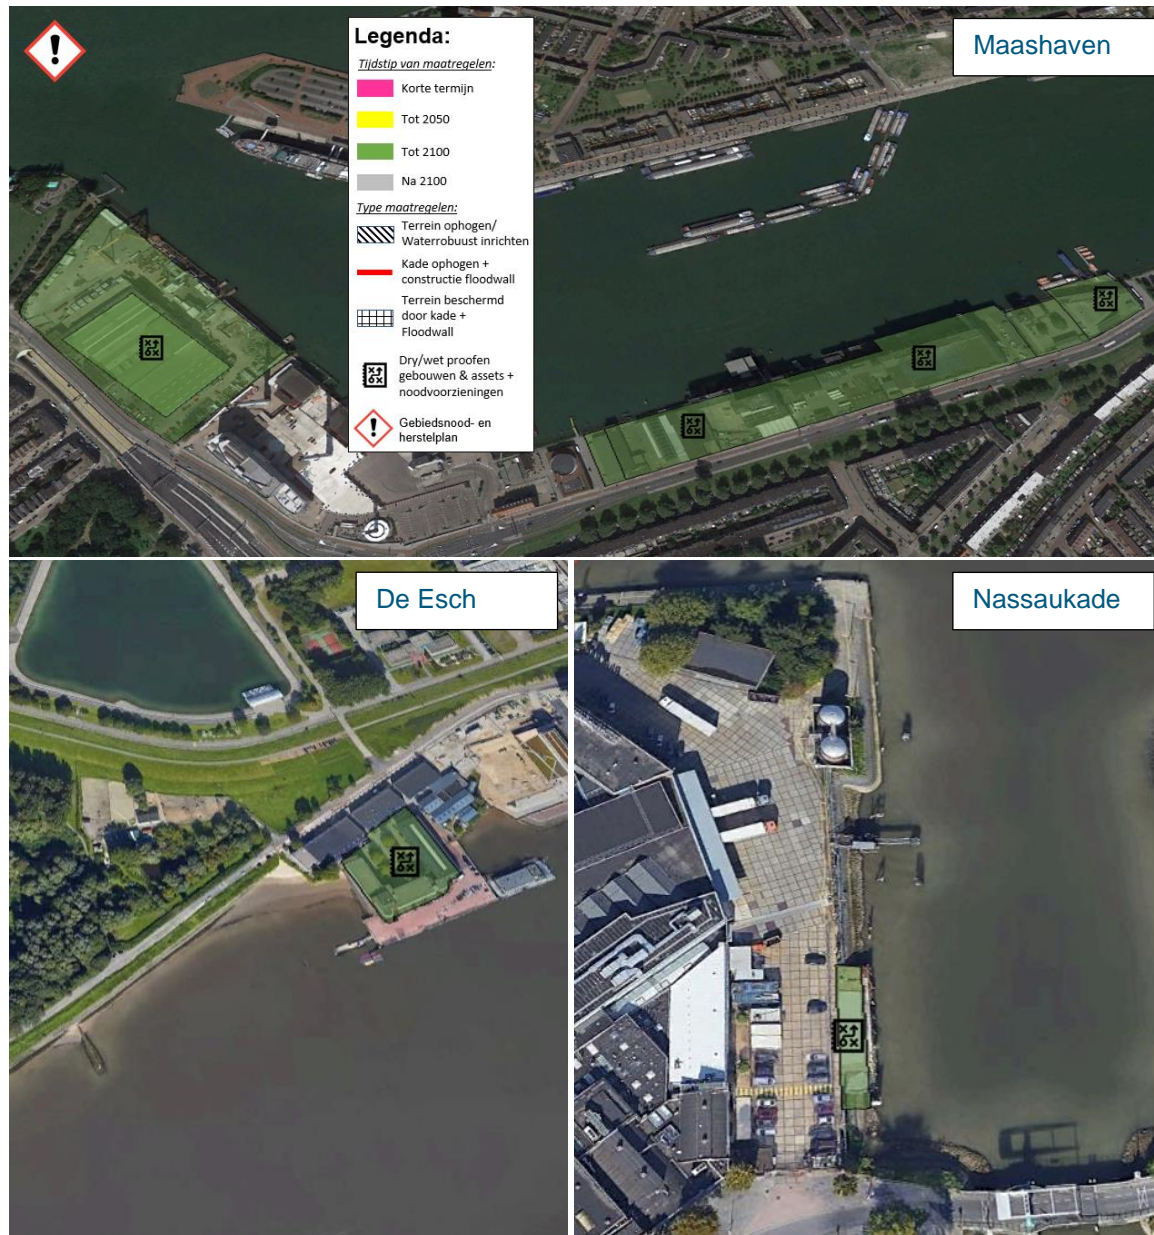 Maashaven
Legenda:
Tijdstip van maatregelen:
Korte termijn
Tot 2050
Tot 2100
Na 2100
Type maatregelen:
Terrein ophogen/
Waterrobuust inrichten
Kade ophogen +
constructie floodwall
Terrein beschermd
door kade +
Floodwall
Dry/wet proofen
gebouwen & assets +
noodvoorzieningen
Gebiedsnood- en
herstelplan
De Esch
Nassaukade